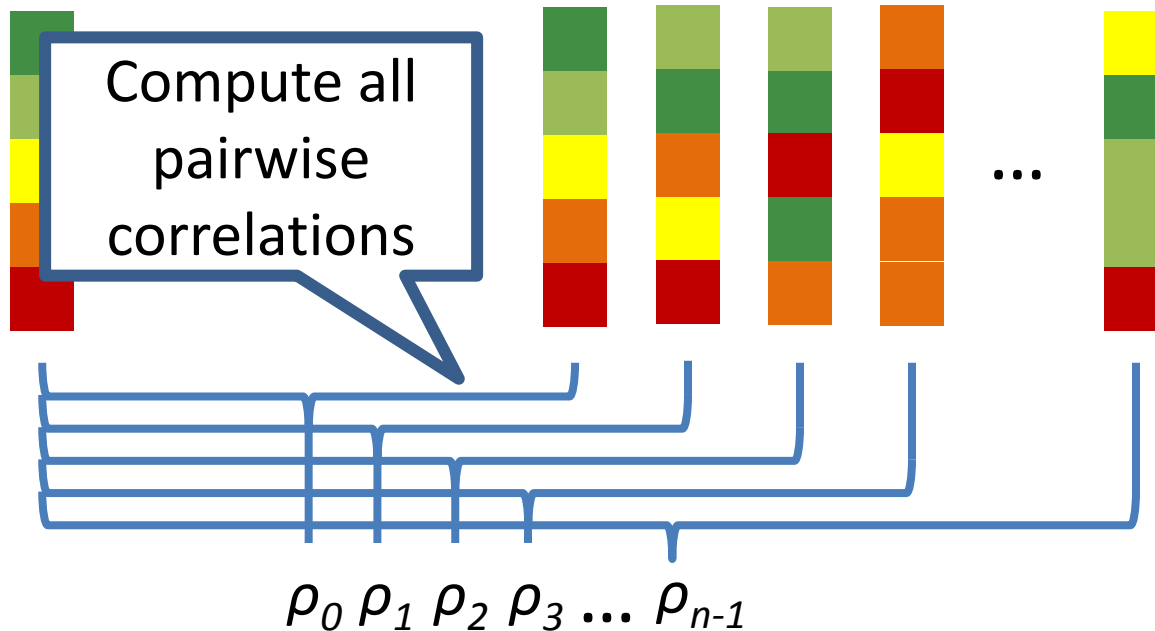 Compute all
pairwise
correlations
...
ρ0 ρ1 ρ2 ρ3 ... ρn-1